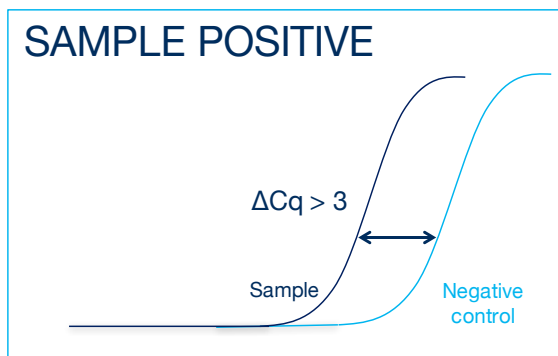 SAMPLE POSITIVE
ΔCq > 3
Sample
Negative
control